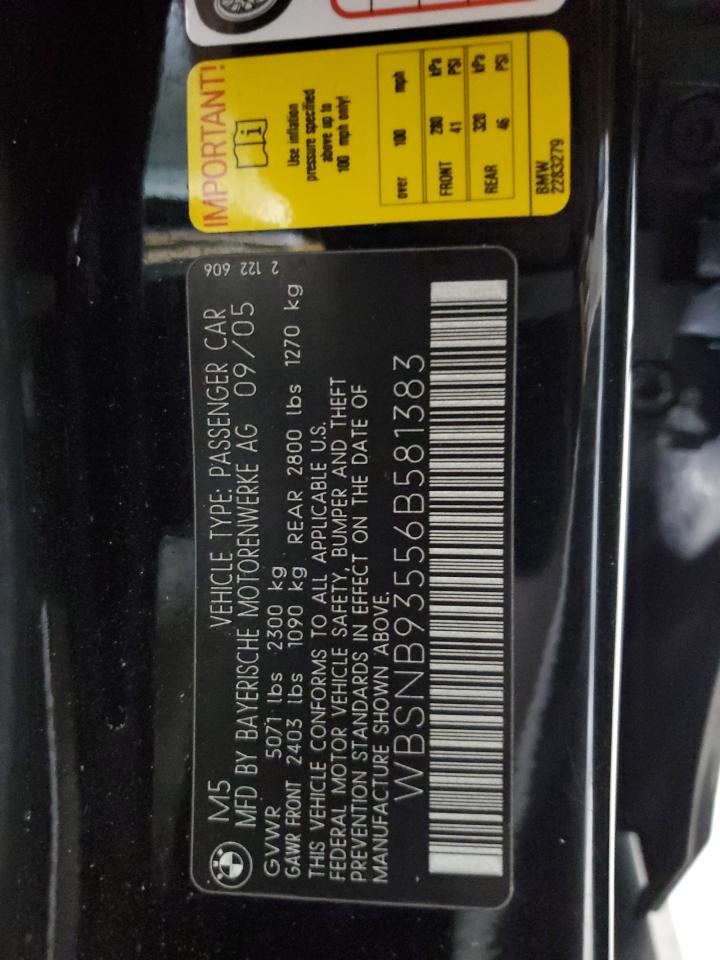 IMPORTANT!
i
Use inflation
pressure specified
above up to
100 mph only!
over 100 mph
FRONT 280 kPa
41 PSI
REAR 320 kPa
46 PSI
BMW
2283279
2 122 606
M5 VEHICLE TYPE: PASSENGER CAR
MFD BY BAYERISCHE MOTORENWERKE AG 09/05
GVWR 5071 lbs 2300 kg
GAWR FRONT 2403 lbs 1090 kg REAR 2800 lbs 1270 kg
THIS VEHICLE CONFORMS TO ALL APPLICABLE U.S.
FEDERAL MOTOR VEHICLE SAFETY, BUMPER AND THEFT
PREVENTION STANDARDS IN EFFECT ON THE DATE OF
MANUFACTURE SHOWN ABOVE.
WBSNB93556B581383